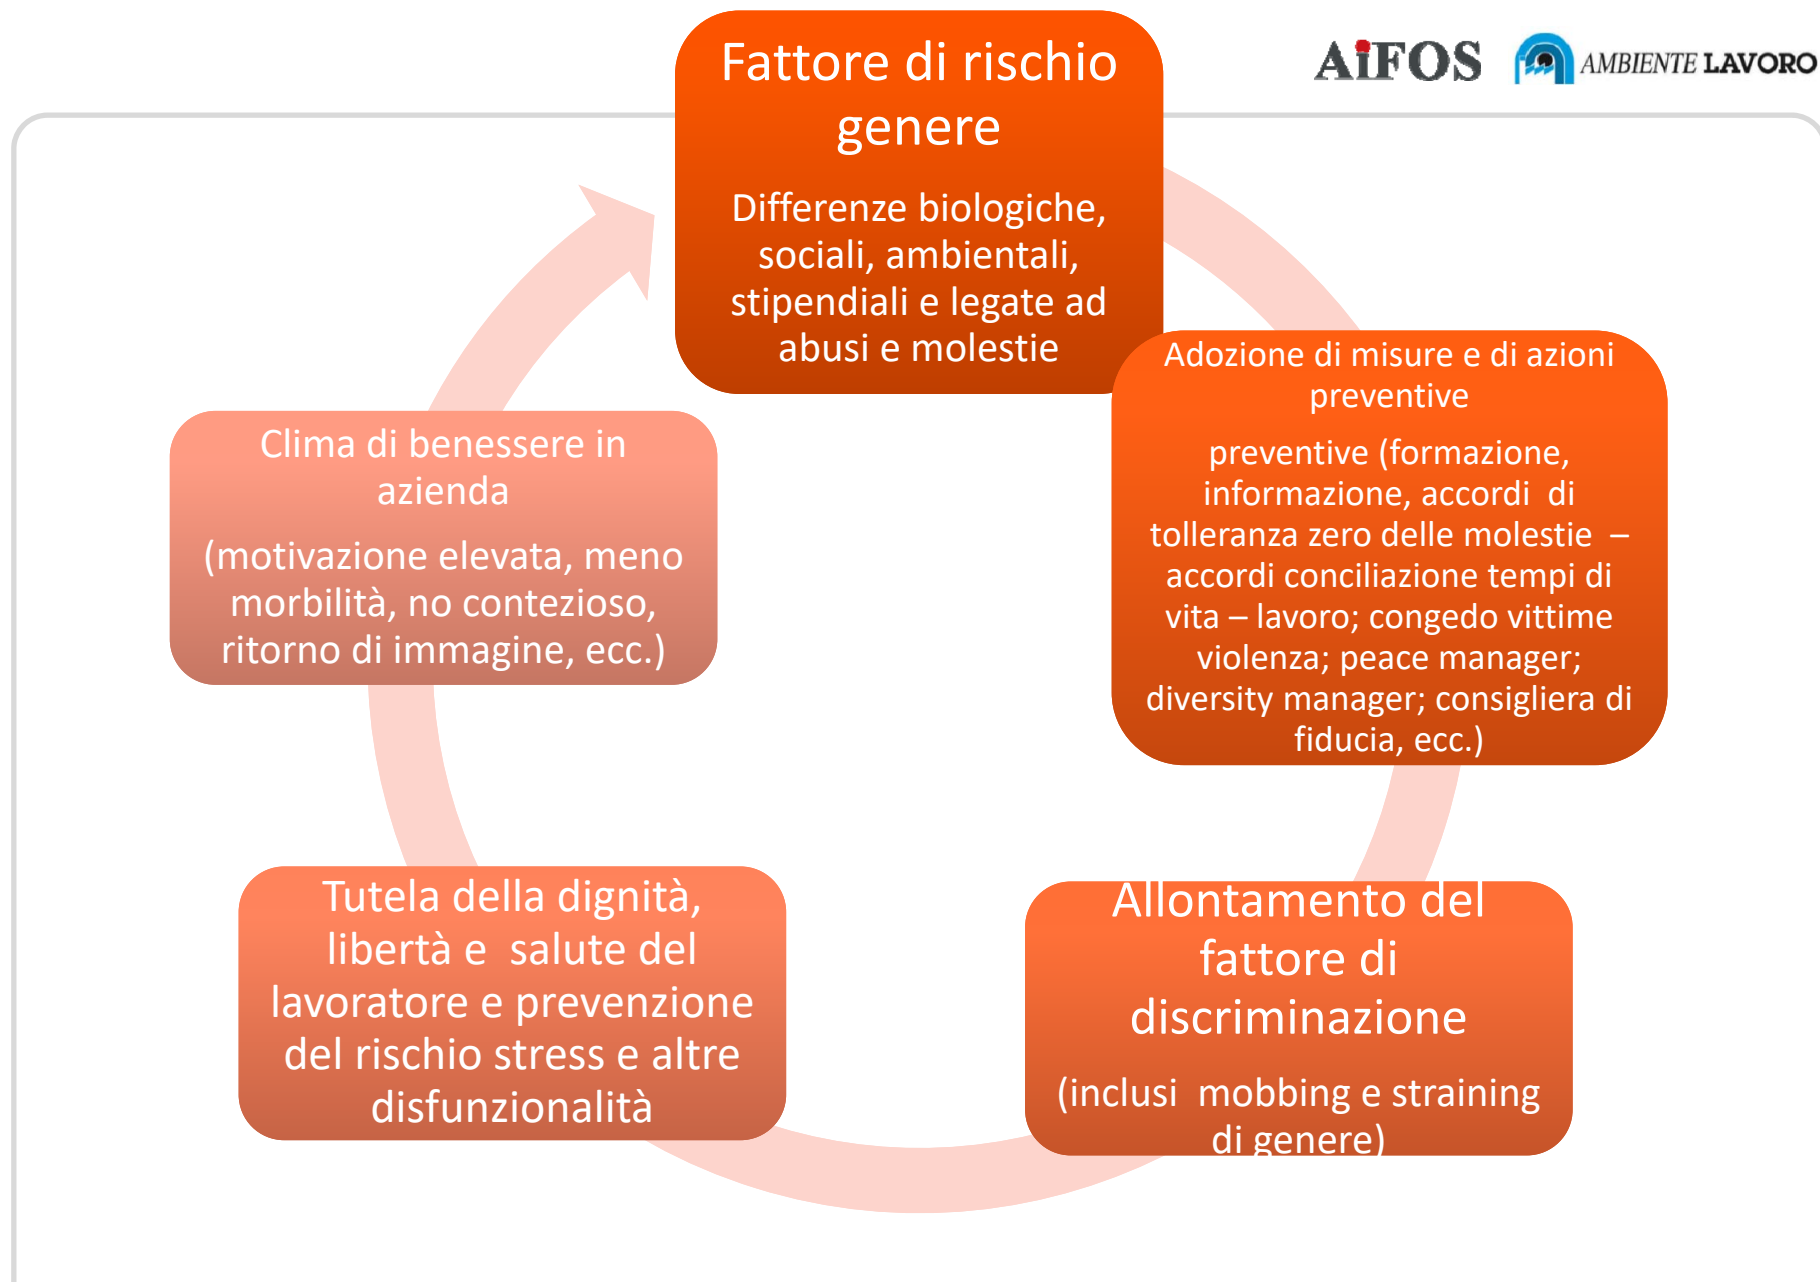 AiFOS
AMBIENTE LAVORO
Fattore di rischio
genere
Differenze biologiche,
sociali, ambientali,
stipendiali e legate ad
abusi e molestie
Adozione di misure e di azioni
preventive
preventive (formazione,
informazione, accordi di
tolleranza zero delle molestie –
accordi conciliazione tempi di
vita – lavoro; congedo vittime
violenza; peace manager;
diversity manager; consigliera di
fiducia, ecc.)
Allontamento del
fattore di
discriminazione
(inclusi mobbing e straining
di genere)
Tutela della dignità,
libertà e salute del
lavoratore e prevenzione
del rischio stress e altre
disfunzionalità
Clima di benessere in
azienda
(motivazione elevata, meno
morbilità, no contezioso,
ritorno di immagine, ecc.)